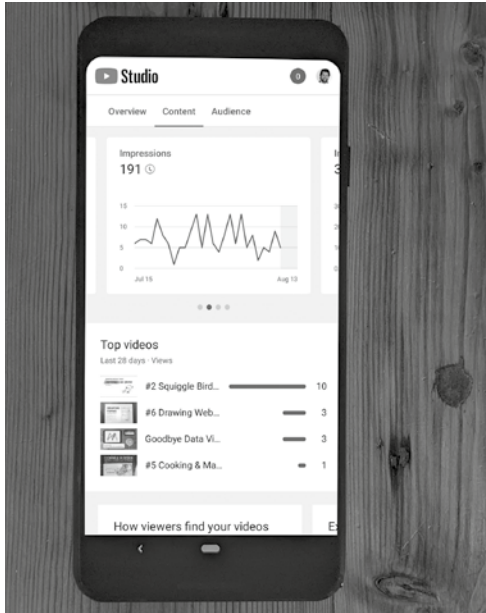 Studio
0
Overview Content Audience
Impressions
191
15
10
5
0
Jul 15 Aug 13
Top videos
Last 28 days · Views
#2 Squiggle Bird... 10
#6 Drawing Web... 3
Goodbye Data Vi... 3
#5 Cooking & Ma... 1
How viewers find your videos